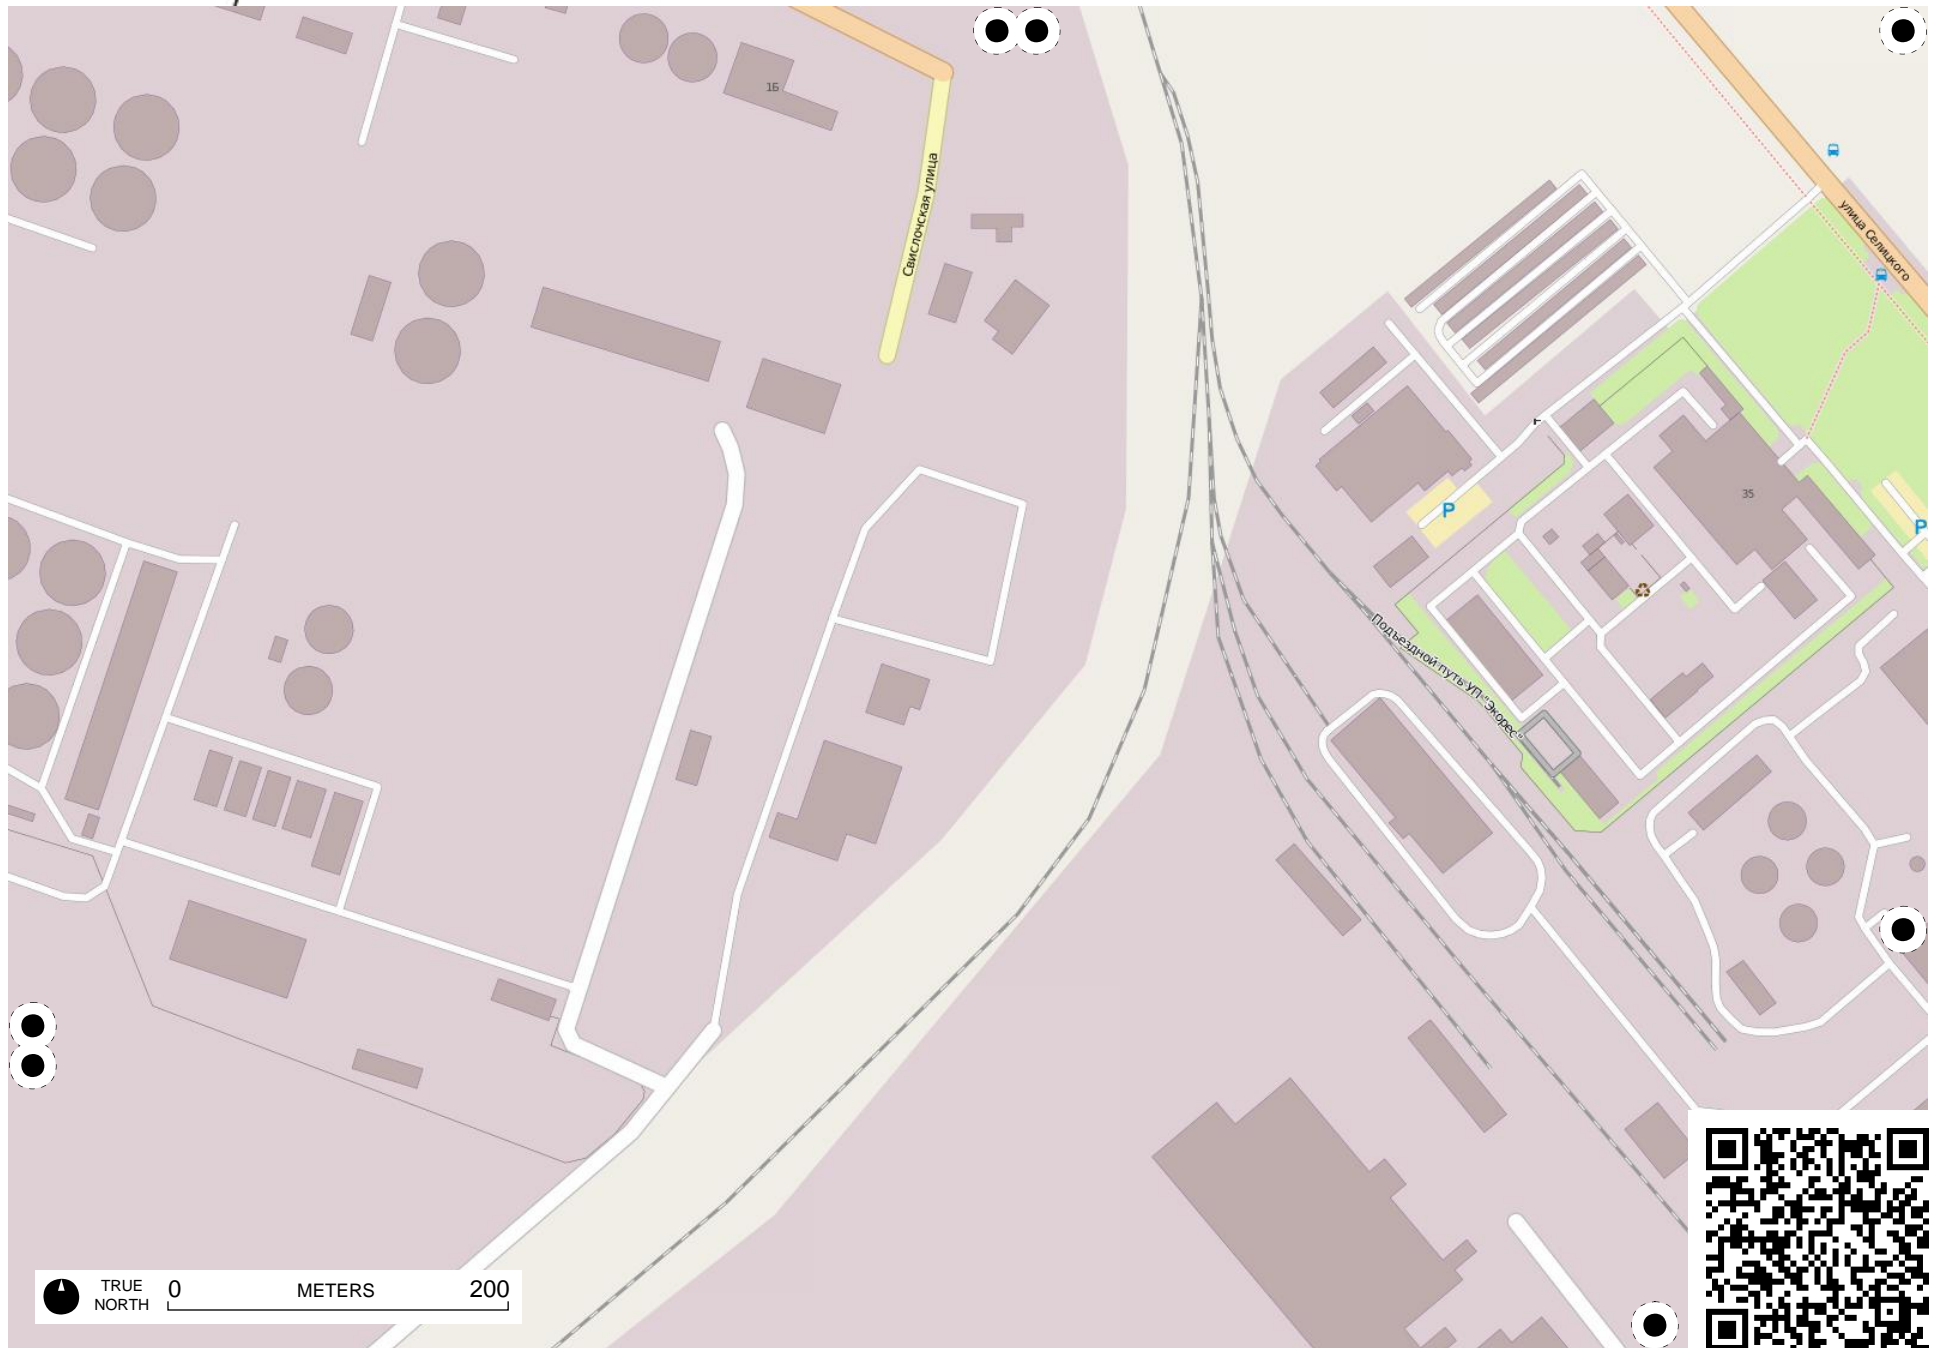 1Б
Свислочская улица
улица Селицкого
P
35
P
Подъездной путь УП "Экорес"
TRUE
NORTH
0
METERS
200